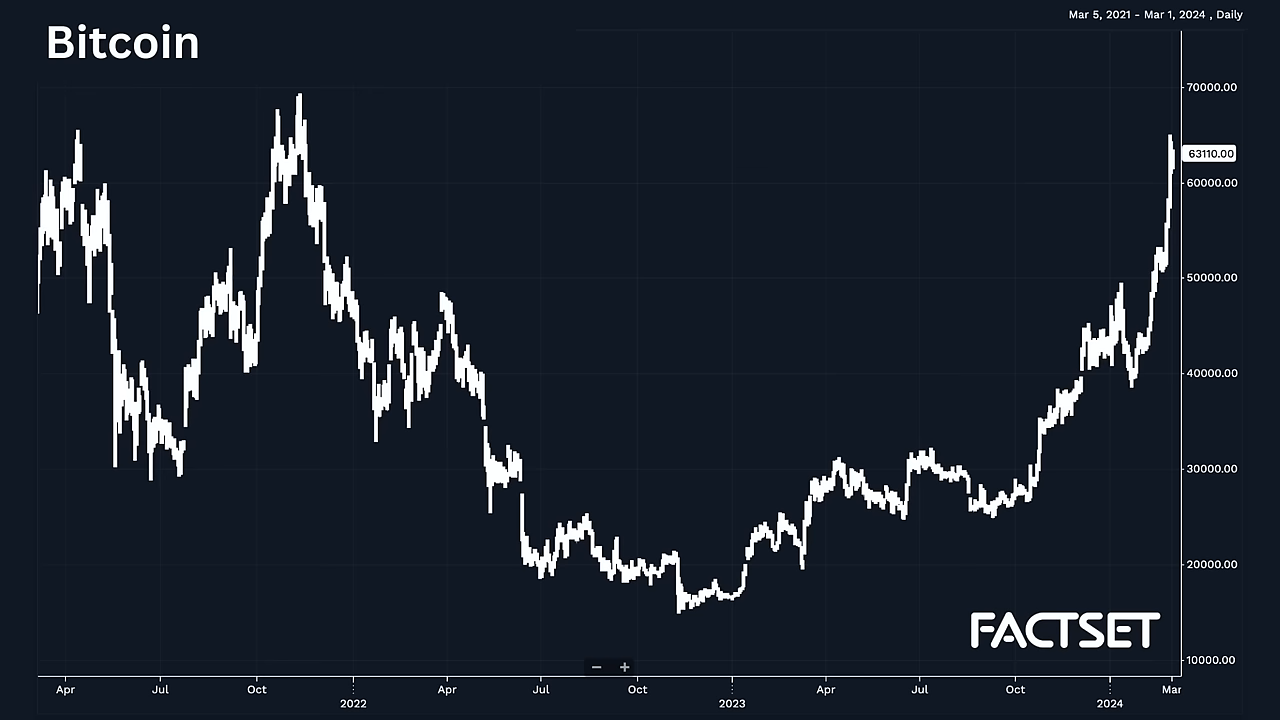 Mar 5, 2021 - Mar 1, 2024 , Daily
Bitcoin
70000.00
63110.00
60000.00
50000.00
40000.00
30000.00
20000.00
10000.00
FACTSET
− +
Apr Jul Oct Apr Jul Oct Apr Jul Oct Mar
2022 2023 2024